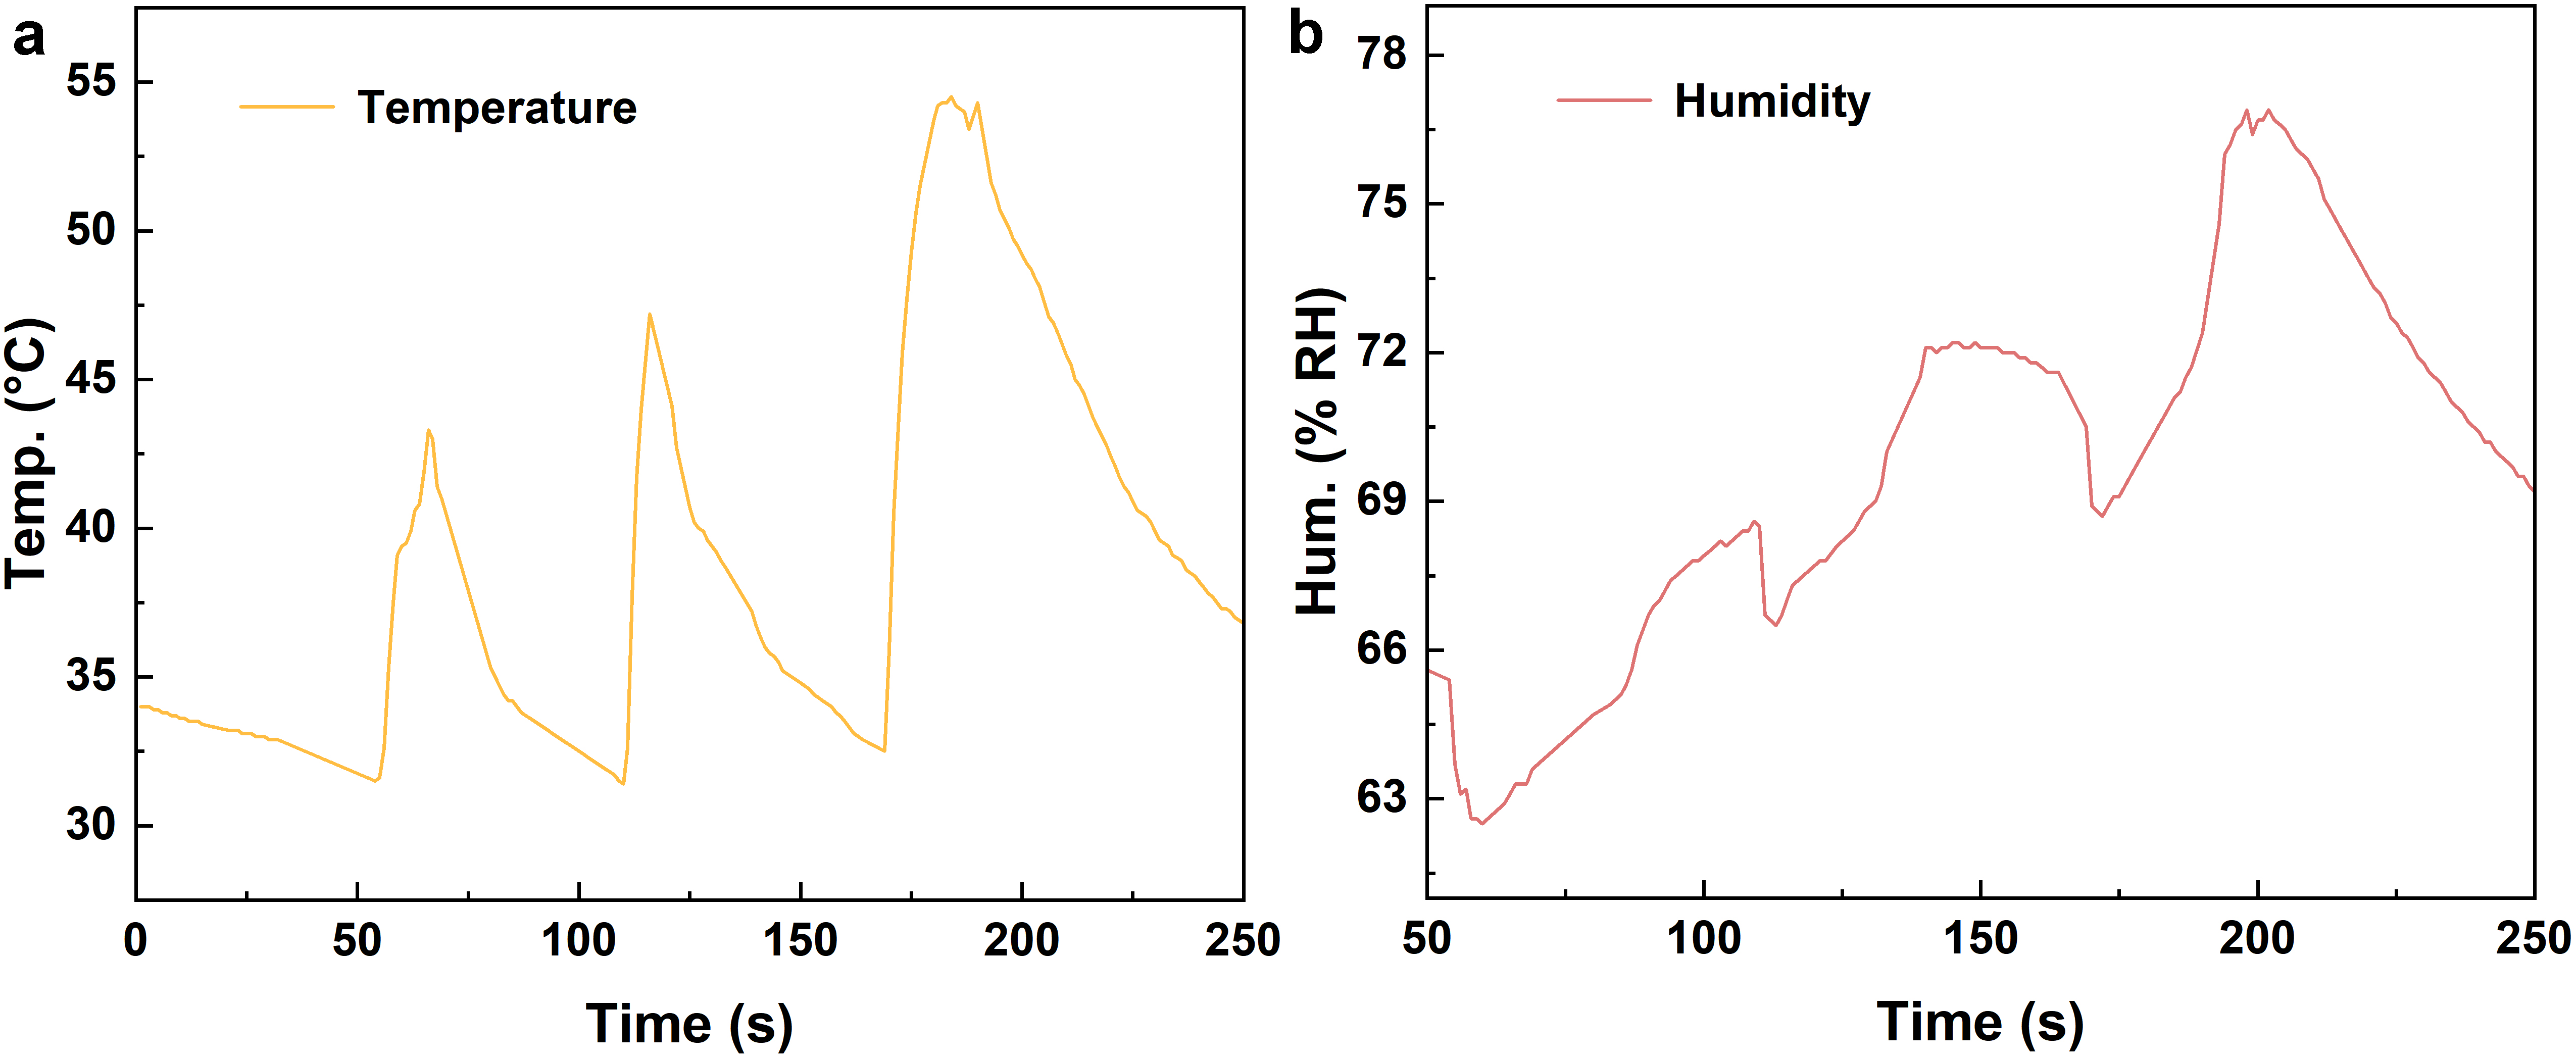 a
Temperature
55
50
45
40
35
30
Temp. (°C)
0 50 100 150 200 250
Time (s)
b
Humidity
78
75
72
69
66
63
Hum. (% RH)
50 100 150 200 250
Time (s)